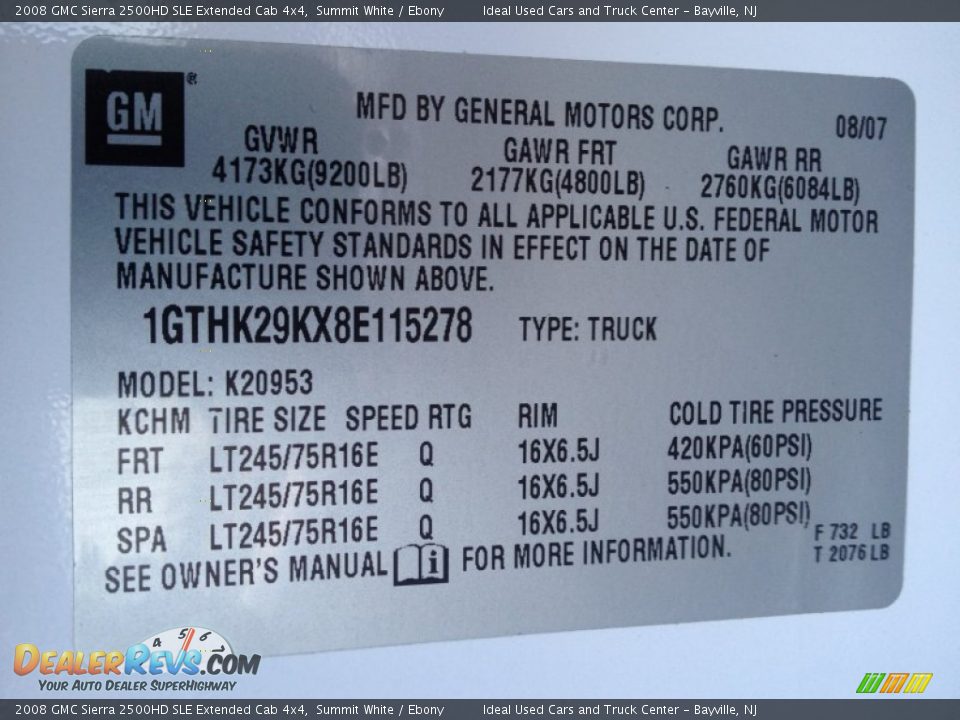 2008 GMC Sierra 2500HD SLE Extended Cab 4x4, Summit White / Ebony Ideal Used Cars and Truck Center - Bayville, NJ
GM ®
MFD BY GENERAL MOTORS CORP. 08/07
GVWR GAWR FRT GAWR RR
4173KG(9200LB) 2177KG(4800LB) 2760KG(6084LB)
THIS VEHICLE CONFORMS TO ALL APPLICABLE U.S. FEDERAL MOTOR
VEHICLE SAFETY STANDARDS IN EFFECT ON THE DATE OF
MANUFACTURE SHOWN ABOVE.
1GTHK29KX8E115278 TYPE: TRUCK
MODEL: K20953
KCHM TIRE SIZE SPEED RTG RIM COLD TIRE PRESSURE
FRT LT245/75R16E Q 16X6.5J 420KPA(60PSI)
RR LT245/75R16E Q 16X6.5J 550KPA(80PSI)
SPA LT245/75R16E Q 16X6.5J 550KPA(80PSI)
F 732 LB
T 2076 LB
SEE OWNER'S MANUAL i FOR MORE INFORMATION.
4 5 6
DEALERREVS.COM
YOUR AUTO DEALER SUPERHIGHWAY
2008 GMC Sierra 2500HD SLE Extended Cab 4x4, Summit White / Ebony Ideal Used Cars and Truck Center - Bayville, NJ